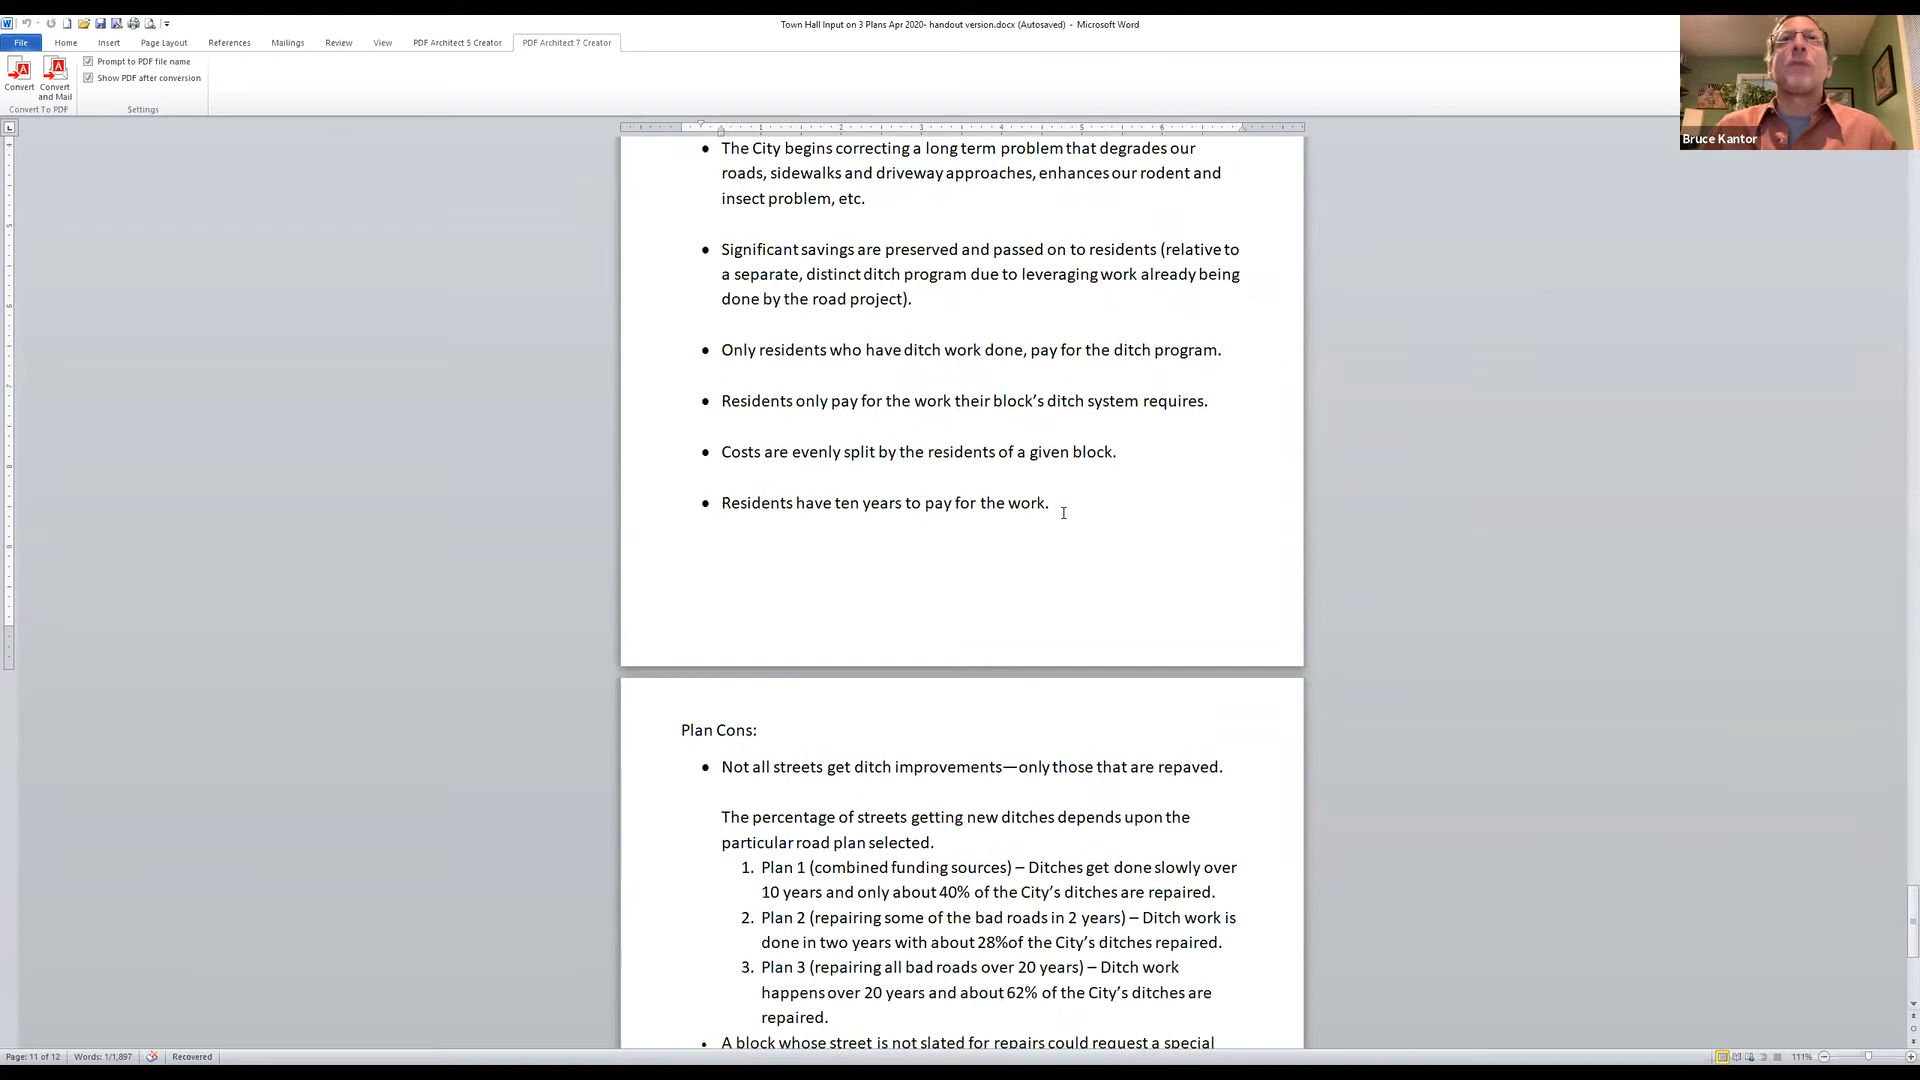 Town Hall Input on 3 Plans Apr 2020- handout version.docx (Autosaved) - Microsoft Word
File Home Insert Page Layout References Mailings Review View PDF Architect 5 Creator PDF Architect 7 Creator
Prompt to PDF file name
Show PDF after conversion
Convert
Convert and Mail
Convert To PDF
Settings
Bruce Kantor
1 2 3 4 5 6
• The City begins correcting a long term problem that degrades our
roads, sidewalks and driveway approaches, enhances our rodent and
insect problem, etc.
• Significant savings are preserved and passed on to residents (relative to
a separate, distinct ditch program due to leveraging work already being
done by the road project).
• Only residents who have ditch work done, pay for the ditch program.
• Residents only pay for the work their block’s ditch system requires.
• Costs are evenly split by the residents of a given block.
• Residents have ten years to pay for the work.
Plan Cons:
• Not all streets get ditch improvements—only those that are repaved.
The percentage of streets getting new ditches depends upon the
particular road plan selected.
1. Plan 1 (combined funding sources) – Ditches get done slowly over
10 years and only about 40% of the City’s ditches are repaired.
2. Plan 2 (repairing some of the bad roads in 2 years) – Ditch work is
done in two years with about 28%of the City’s ditches repaired.
3. Plan 3 (repairing all bad roads over 20 years) – Ditch work
happens over 20 years and about 62% of the City’s ditches are
repaired.
• A block whose street is not slated for repairs could request a special
Page: 11 of 12 Words: 1/1,897 Recovered 111%